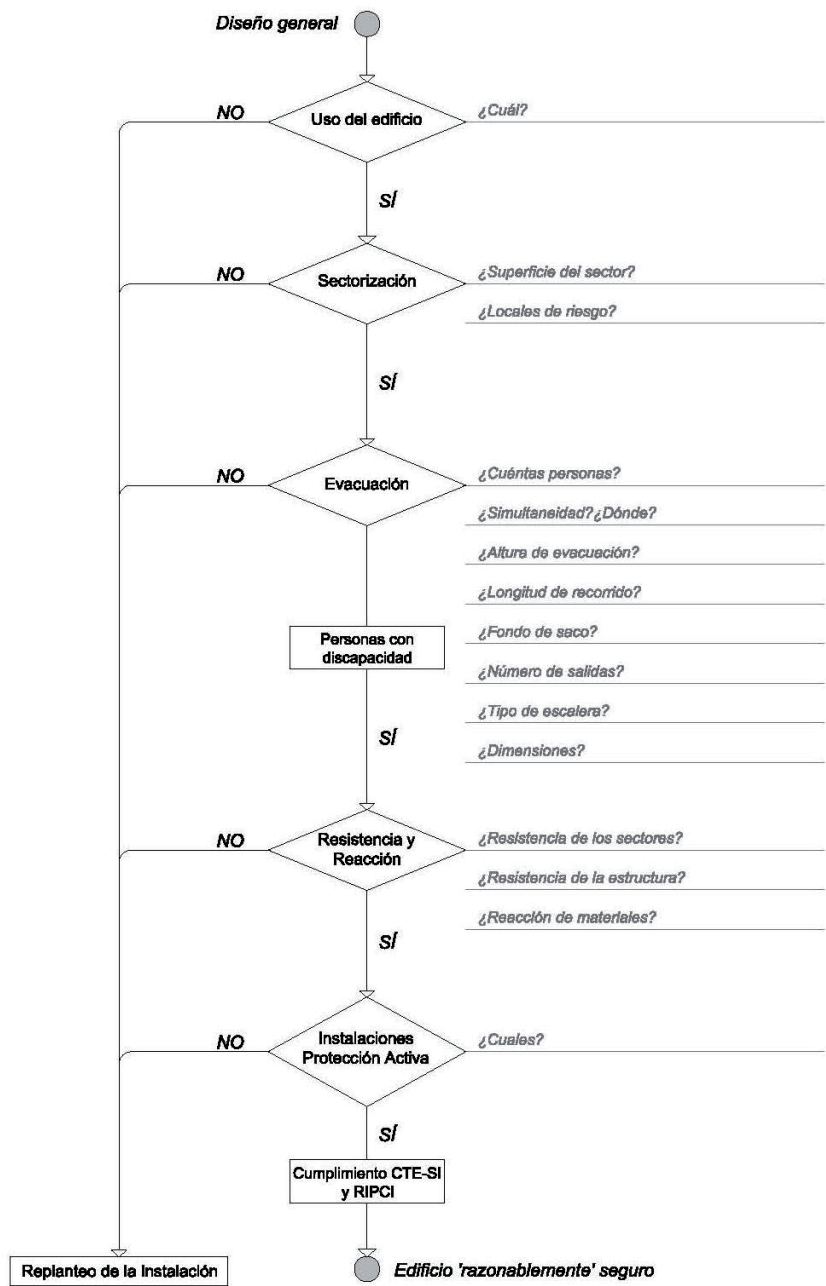 Diseño general
NO
Uso del edificio
¿Cuál?
SÍ
NO
Sectorización
¿Superficie del sector?
¿Locales de riesgo?
SÍ
NO
Evacuación
¿Cuéntas personas?
¿Simultaneidad?¿Dónde?
¿Altura de evacuación?
¿Longitud de recorrido?
Personas con
discapacidad
¿Fondo de saco?
¿Número de salidas?
¿Tipo de escalera?
SÍ
¿Dimensiones?
NO
Resistencia y
Reacción
¿Resistencia de los sectores?
¿Resistencia de la estructura?
¿Reacción de materiales?
SÍ
NO
Instalaciones
Protección Activa
¿Cuales?
SÍ
Cumplimiento CTE-SI
y RIPCI
Replanteo de la Instalación
Edificio 'razonablemente' seguro